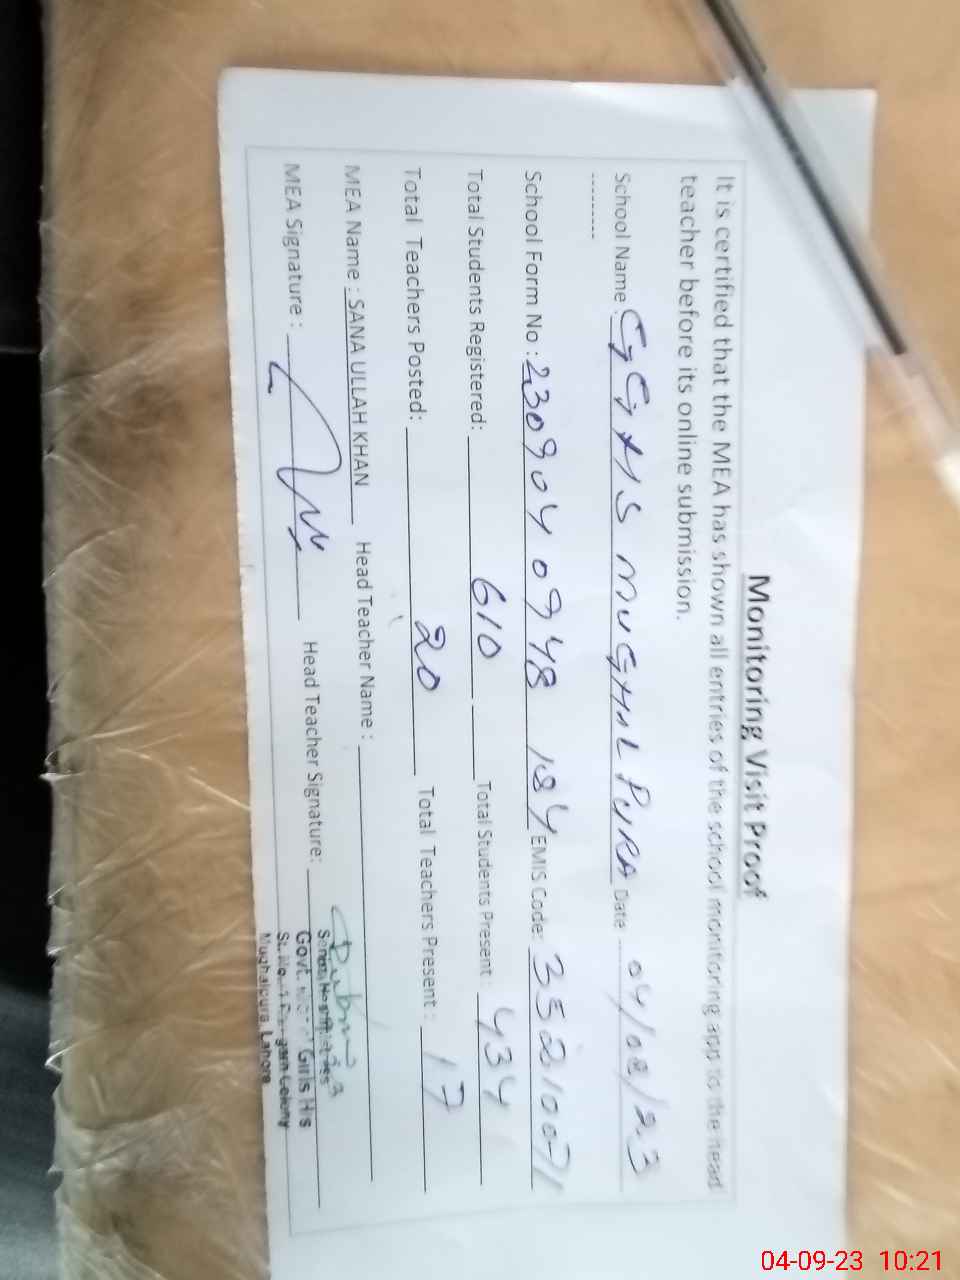 Monitoring Visit Proof
It is certified that the MEA has shown all entries of the school monitoring app to the head
teacher before its online submission.
School Name: GGHS MUGHAL PURA Date 04/08/23
---------
School Form No : 230904 0948 184 EMIS Code: 35210071
Total Students Registered: 610 Total Students Present : 434
Total Teachers Posted: 20 Total Teachers Present : 17
MEA Name : SANA ULLAH KHAN Head Teacher Name :
MEA Signature : Head Teacher Signature:
Govt. Girls H/S
Mughalpura, Lahore
04-09-23 10:21